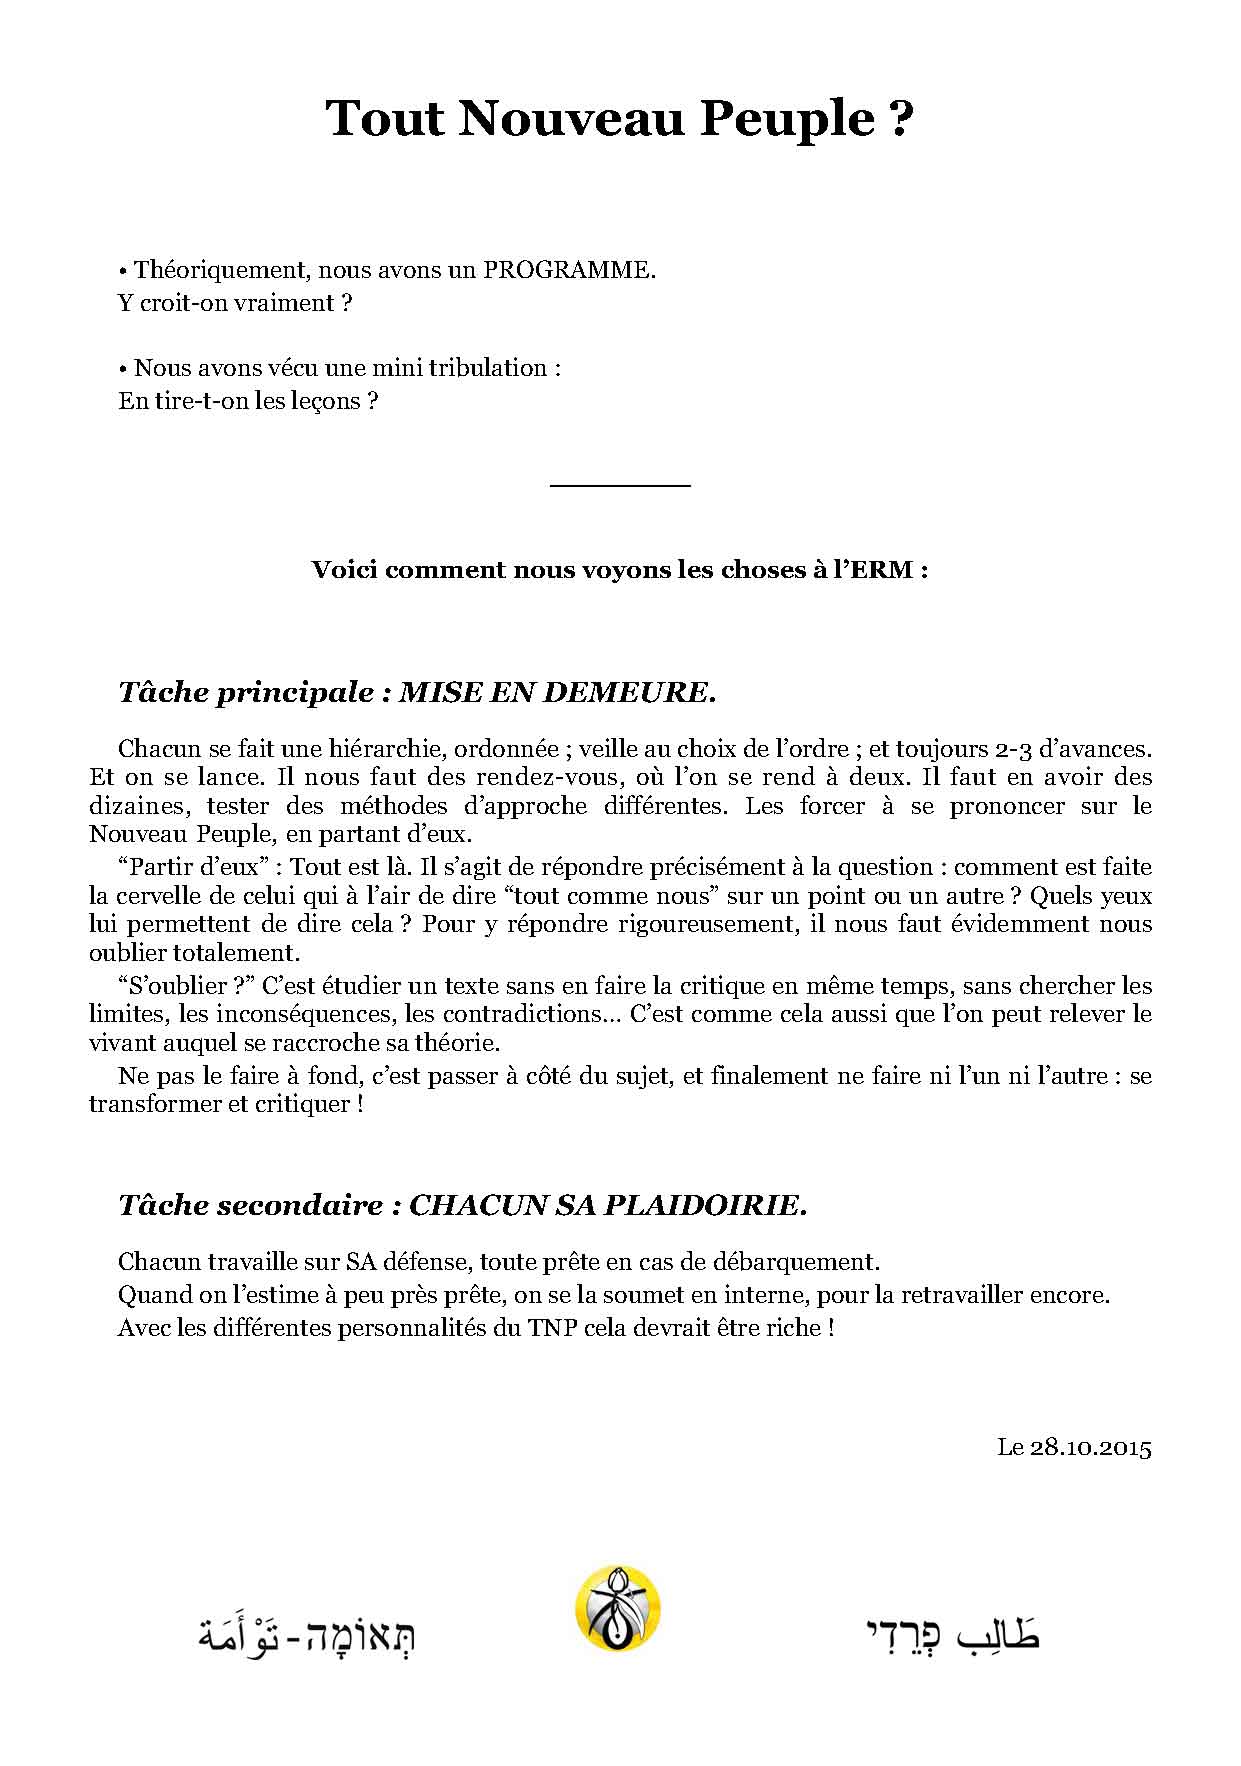 Tout Nouveau Peuple ?
• Théoriquement, nous avons un PROGRAMME.
Y croit-on vraiment ?
• Nous avons vécu une mini tribulation :
En tire-t-on les leçons ?
Voici comment nous voyons les choses à l’ERM :
Tâche principale : MISE EN DEMEURE.
Chacun se fait une hiérarchie, ordonnée ; veille au choix de l’ordre ; et toujours 2-3 d’avances.
Et on se lance. Il nous faut des rendez-vous, où l’on se rend à deux. Il faut en avoir des
dizaines, tester des méthodes d’approche différentes. Les forcer à se prononcer sur le
Nouveau Peuple, en partant d’eux.
“Partir d’eux” : Tout est là. Il s’agit de répondre précisément à la question : comment est faite
la cervelle de celui qui à l’air de dire “tout comme nous” sur un point ou un autre ? Quels yeux
lui permettent de dire cela ? Pour y répondre rigoureusement, il nous faut évidemment nous
oublier totalement.
“S’oublier ?” C’est étudier un texte sans en faire la critique en même temps, sans chercher les
limites, les inconséquences, les contradictions… C’est comme cela aussi que l’on peut relever le
vivant auquel se raccroche sa théorie.
Ne pas le faire à fond, c’est passer à côté du sujet, et finalement ne faire ni l’un ni l’autre : se
transformer et critiquer !
Tâche secondaire : CHACUN SA PLAIDOIRIE.
Chacun travaille sur SA défense, toute prête en cas de débarquement.
Quand on l’estime à peu près prête, on se la soumet en interne, pour la retravailler encore.
Avec les différentes personnalités du TNP cela devrait être riche !
Le 28.10.2015
תְּאוֹמָה-تَوْأَمَة
طَالِب פְרֵדִי